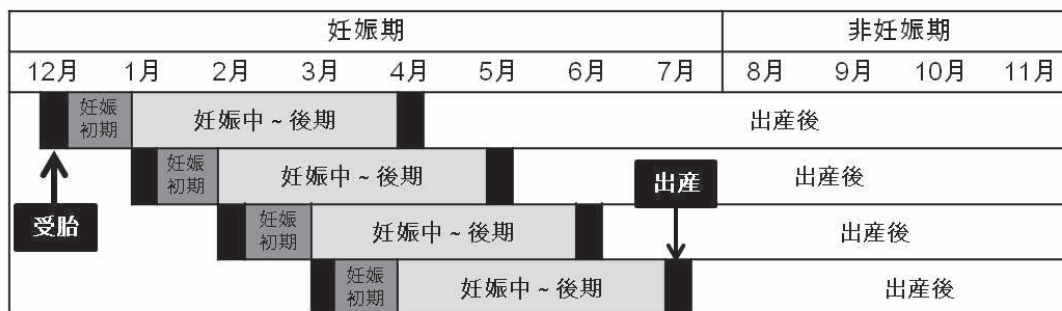 妊娠期 非妊娠期
12月 1月 2月 3月 4月 5月 6月 7月 8月 9月 10月 11月
妊娠
初期
妊娠中~後期
出産後
妊娠
初期
妊娠中~後期
出産後
受胎
出産
妊娠
初期
妊娠中~後期
出産後
妊娠
初期
妊娠中~後期
出産後